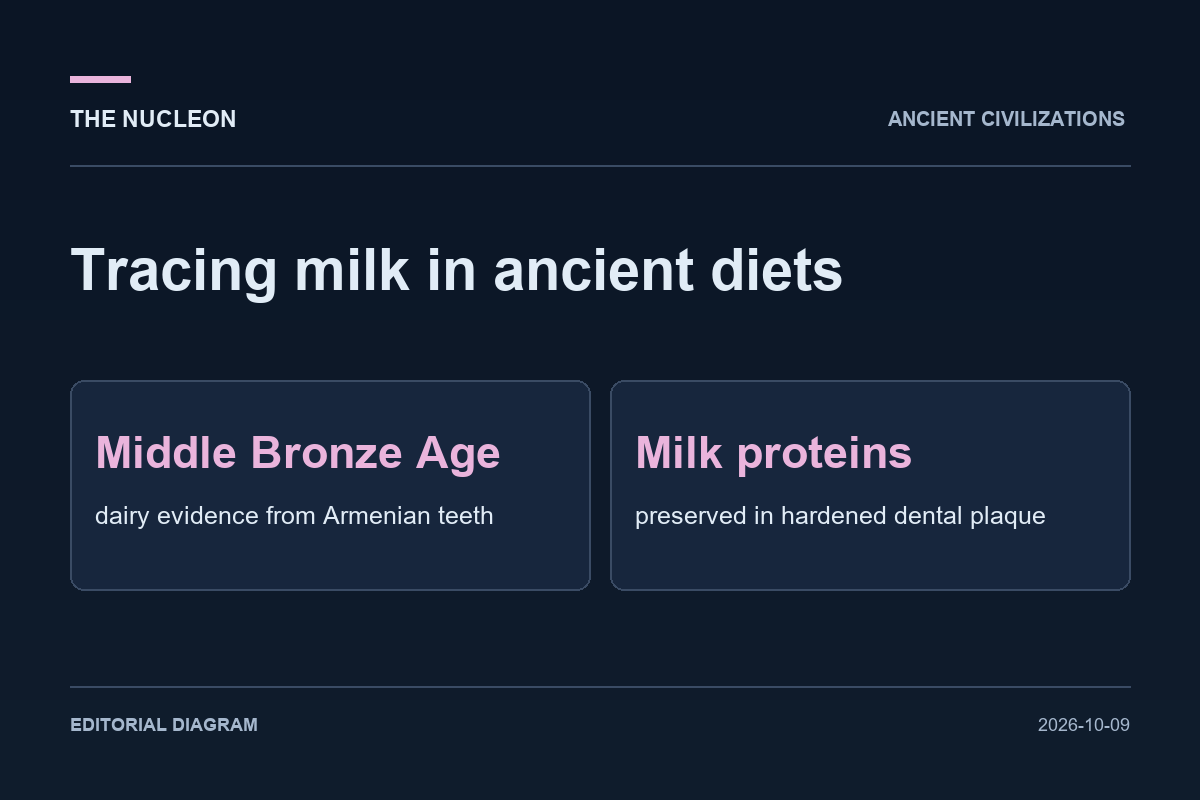 THE NUCLEON
ANCIENT CIVILIZATIONS
Tracing milk in ancient diets
Middle Bronze Age
dairy evidence from Armenian teeth
Milk proteins
preserved in hardened dental plaque
EDITORIAL DIAGRAM
2026-10-09